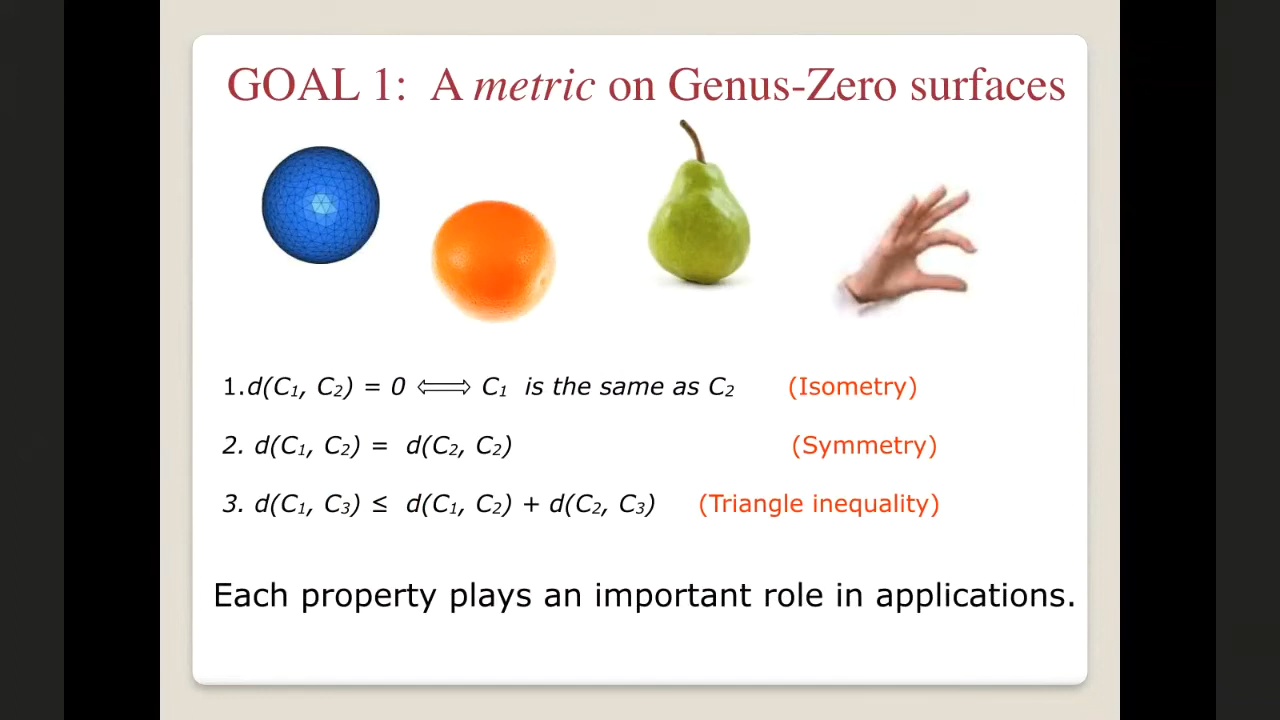 GOAL 1: A metric on Genus-Zero surfaces
1.d(C₁, C₂) = 0 ⟺ C₁ is the same as C₂ (Isometry)
2. d(C₁, C₂) = d(C₂, C₂) (Symmetry)
3. d(C₁, C₃) ≤ d(C₁, C₂) + d(C₂, C₃) (Triangle inequality)
Each property plays an important role in applications.